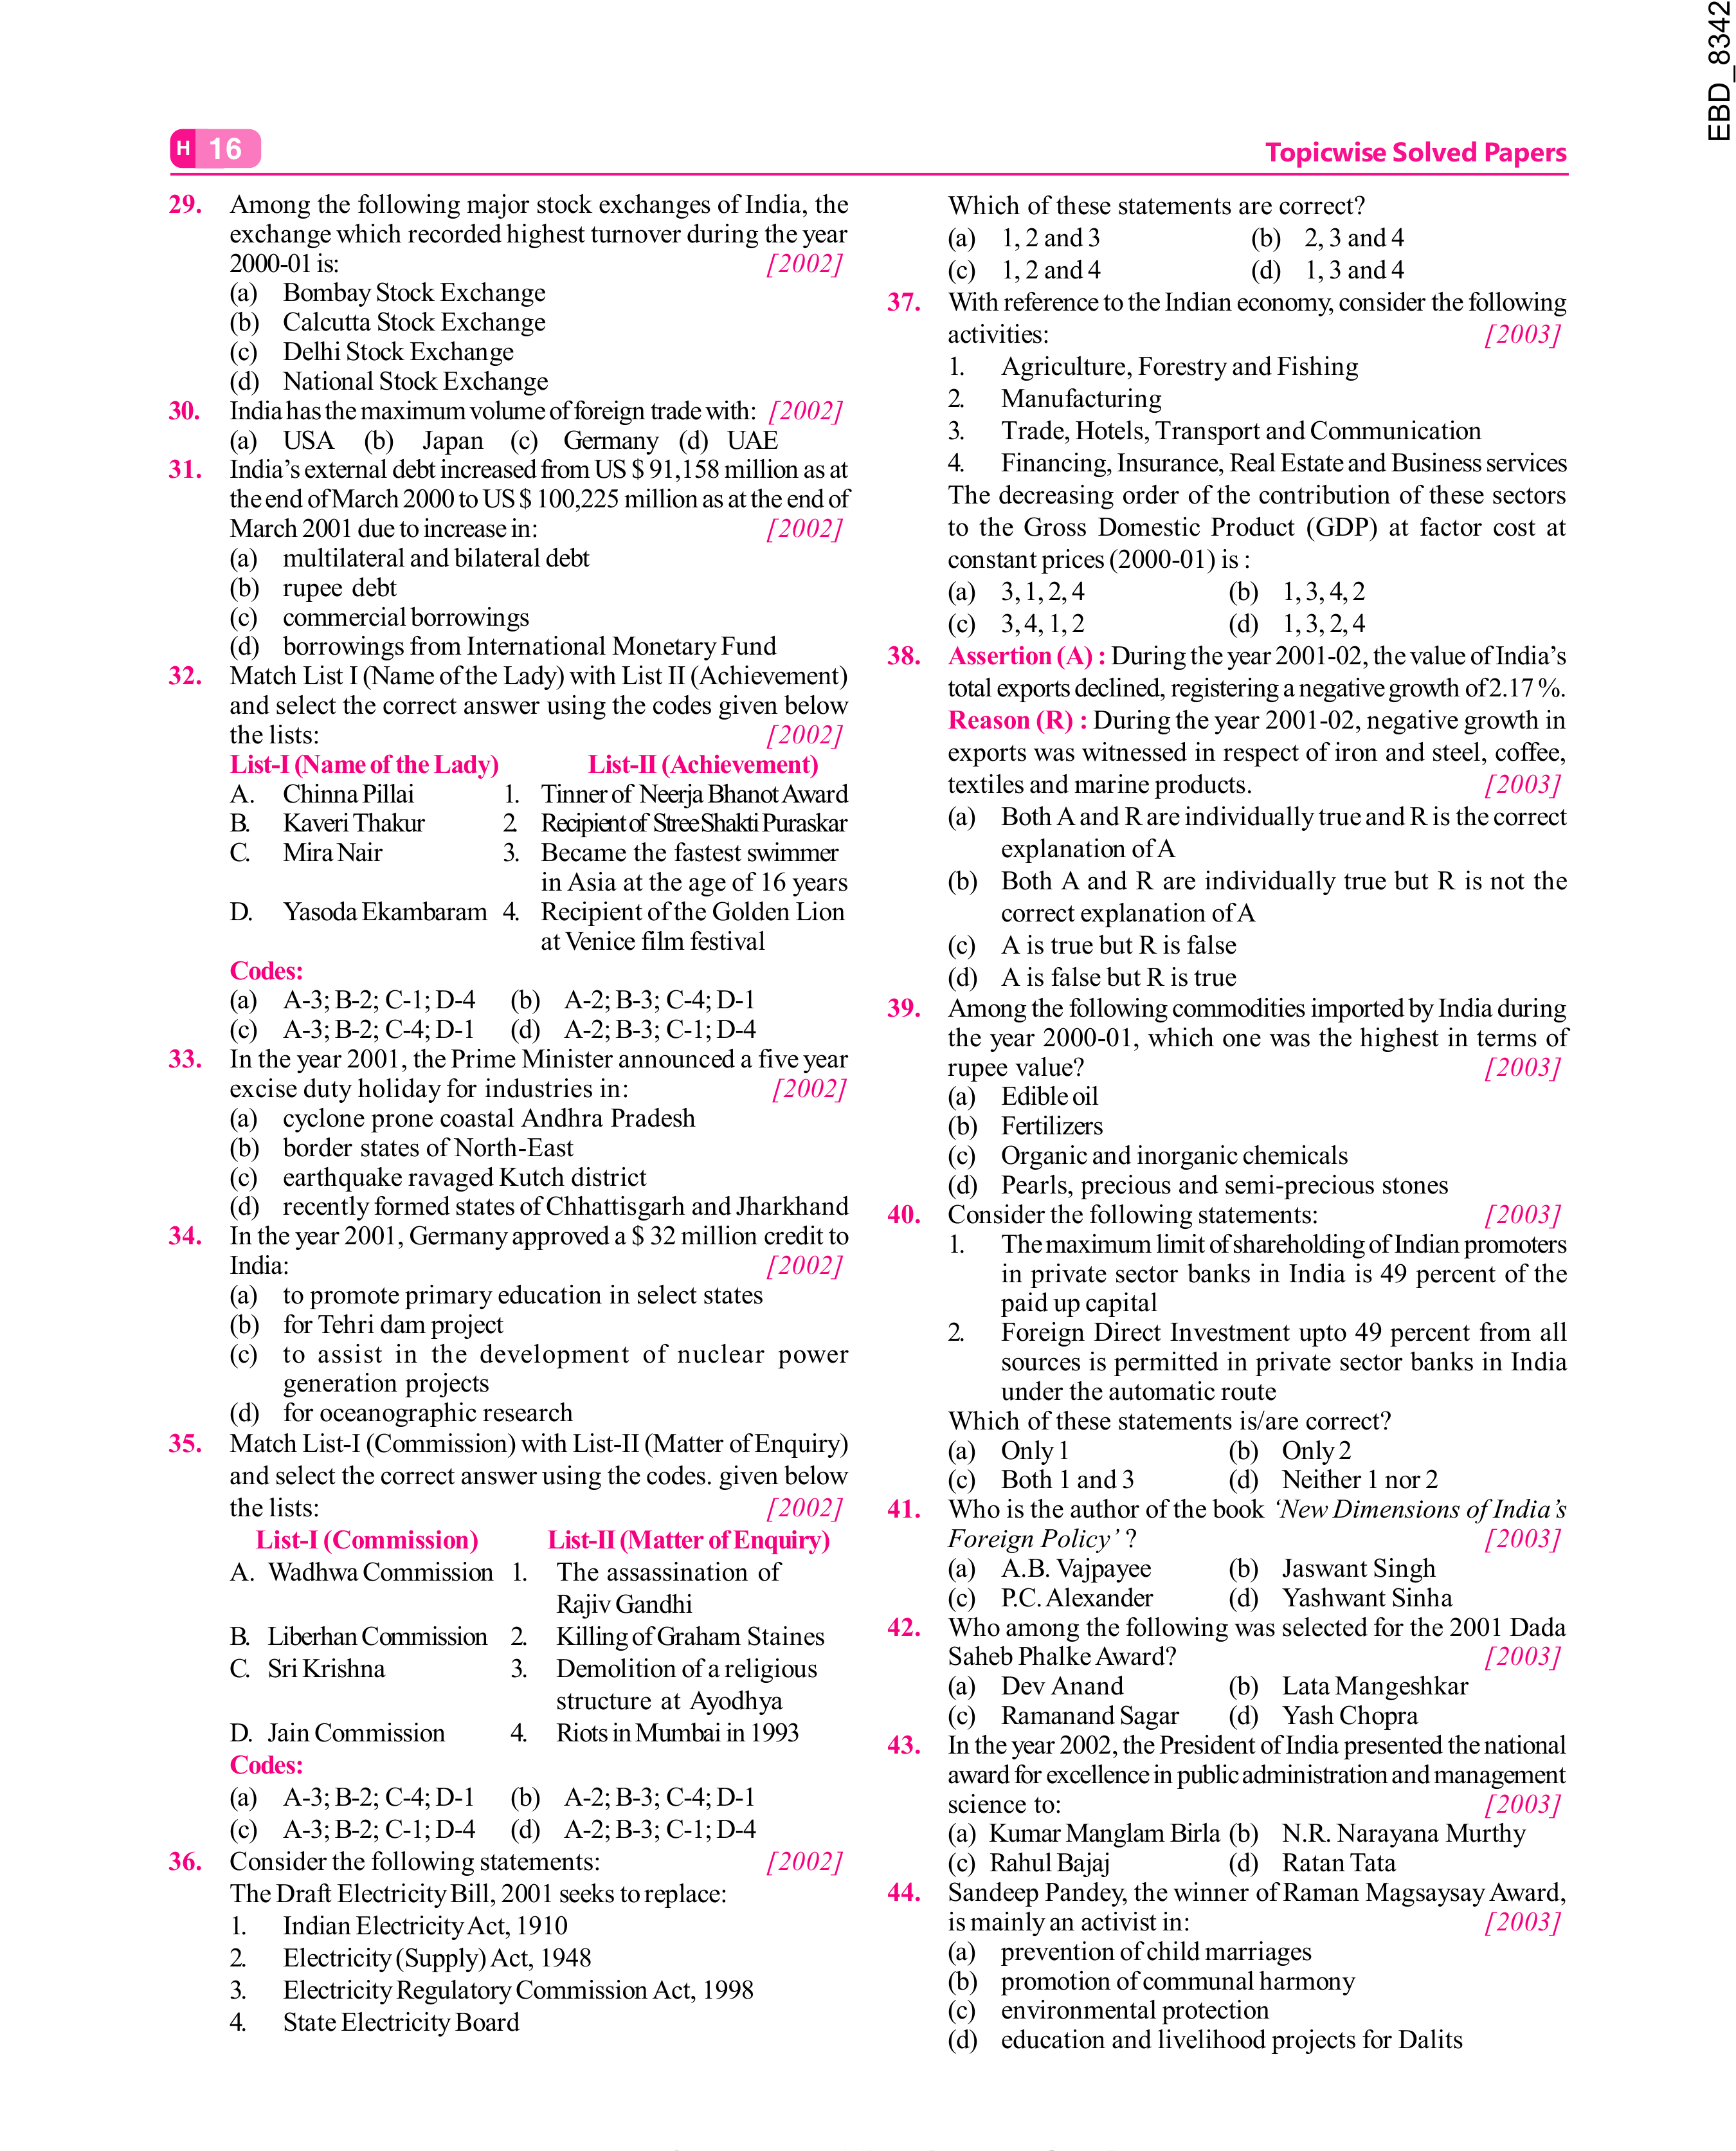 EBD_8342
H 16
Topicwise Solved Papers
29. Among the following major stock exchanges of India, the
exchange which recorded highest turnover during the year
2000-01 is: [2002]
(a) Bombay Stock Exchange
(b) Calcutta Stock Exchange
(c) Delhi Stock Exchange
(d) National Stock Exchange
30. India has the maximum volume of foreign trade with: [2002]
(a) USA (b) Japan (c) Germany (d) UAE
31. India's external debt increased from US $ 91,158 million as at
the end of March 2000 to US $ 100,225 million as at the end of
March 2001 due to increase in: [2002]
(a) multilateral and bilateral debt
(b) rupee debt
(c) commercial borrowings
(d) borrowings from International Monetary Fund
32. Match List I (Name of the Lady) with List II (Achievement)
and select the correct answer using the codes given below
the lists: [2002]
List-I (Name of the Lady) List-II (Achievement)
A. Chinna Pillai 1. Tinner of Neerja Bhanot Award
B. Kaveri Thakur 2. Recipient of Stree Shakti Puraskar
C. Mira Nair 3. Became the fastest swimmer
in Asia at the age of 16 years
D. Yasoda Ekambaram 4. Recipient of the Golden Lion
at Venice film festival
Codes:
(a) A-3; B-2; C-1; D-4 (b) A-2; B-3; C-4; D-1
(c) A-3; B-2; C-4; D-1 (d) A-2; B-3; C-1; D-4
33. In the year 2001, the Prime Minister announced a five year
excise duty holiday for industries in: [2002]
(a) cyclone prone coastal Andhra Pradesh
(b) border states of North-East
(c) earthquake ravaged Kutch district
(d) recently formed states of Chhattisgarh and Jharkhand
34. In the year 2001, Germany approved a $ 32 million credit to
India: [2002]
(a) to promote primary education in select states
(b) for Tehri dam project
(c) to assist in the development of nuclear power
generation projects
(d) for oceanographic research
35. Match List-I (Commission) with List-II (Matter of Enquiry)
and select the correct answer using the codes. given below
the lists: [2002]
List-I (Commission) List-II (Matter of Enquiry)
A. Wadhwa Commission 1. The assassination of
Rajiv Gandhi
B. Liberhan Commission 2. Killing of Graham Staines
C. Sri Krishna 3. Demolition of a religious
structure at Ayodhya
D. Jain Commission 4. Riots in Mumbai in 1993
Codes:
(a) A-3; B-2; C-4; D-1 (b) A-2; B-3; C-4; D-1
(c) A-3; B-2; C-1; D-4 (d) A-2; B-3; C-1; D-4
36. Consider the following statements: [2002]
The Draft Electricity Bill, 2001 seeks to replace:
1. Indian Electricity Act, 1910
2. Electricity (Supply) Act, 1948
3. Electricity Regulatory Commission Act, 1998
4. State Electricity Board
Which of these statements are correct?
(a) 1, 2 and 3 (b) 2, 3 and 4
(c) 1, 2 and 4 (d) 1, 3 and 4
37. With reference to the Indian economy, consider the following
activities: [2003]
1. Agriculture, Forestry and Fishing
2. Manufacturing
3. Trade, Hotels, Transport and Communication
4. Financing, Insurance, Real Estate and Business services
The decreasing order of the contribution of these sectors
to the Gross Domestic Product (GDP) at factor cost at
constant prices (2000-01) is :
(a) 3, 1, 2, 4 (b) 1, 3, 4, 2
(c) 3, 4, 1, 2 (d) 1, 3, 2, 4
38. Assertion (A) : During the year 2001-02, the value of India's
total exports declined, registering a negative growth of 2.17 %.
Reason (R) : During the year 2001-02, negative growth in
exports was witnessed in respect of iron and steel, coffee,
textiles and marine products. [2003]
(a) Both A and R are individually true and R is the correct
explanation of A
(b) Both A and R are individually true but R is not the
correct explanation of A
(c) A is true but R is false
(d) A is false but R is true
39. Among the following commodities imported by India during
the year 2000-01, which one was the highest in terms of
rupee value? [2003]
(a) Edible oil
(b) Fertilizers
(c) Organic and inorganic chemicals
(d) Pearls, precious and semi-precious stones
40. Consider the following statements: [2003]
1. The maximum limit of shareholding of Indian promoters
in private sector banks in India is 49 percent of the
paid up capital
2. Foreign Direct Investment upto 49 percent from all
sources is permitted in private sector banks in India
under the automatic route
Which of these statements is/are correct?
(a) Only 1 (b) Only 2
(c) Both 1 and 3 (d) Neither 1 nor 2
41. Who is the author of the book 'New Dimensions of India's
Foreign Policy' ? [2003]
(a) A.B. Vajpayee (b) Jaswant Singh
(c) P.C. Alexander (d) Yashwant Sinha
42. Who among the following was selected for the 2001 Dada
Saheb Phalke Award? [2003]
(a) Dev Anand (b) Lata Mangeshkar
(c) Ramanand Sagar (d) Yash Chopra
43. In the year 2002, the President of India presented the national
award for excellence in public administration and management
science to: [2003]
(a) Kumar Manglam Birla (b) N.R. Narayana Murthy
(c) Rahul Bajaj (d) Ratan Tata
44. Sandeep Pandey, the winner of Raman Magsaysay Award,
is mainly an activist in: [2003]
(a) prevention of child marriages
(b) promotion of communal harmony
(c) environmental protection
(d) education and livelihood projects for Dalits